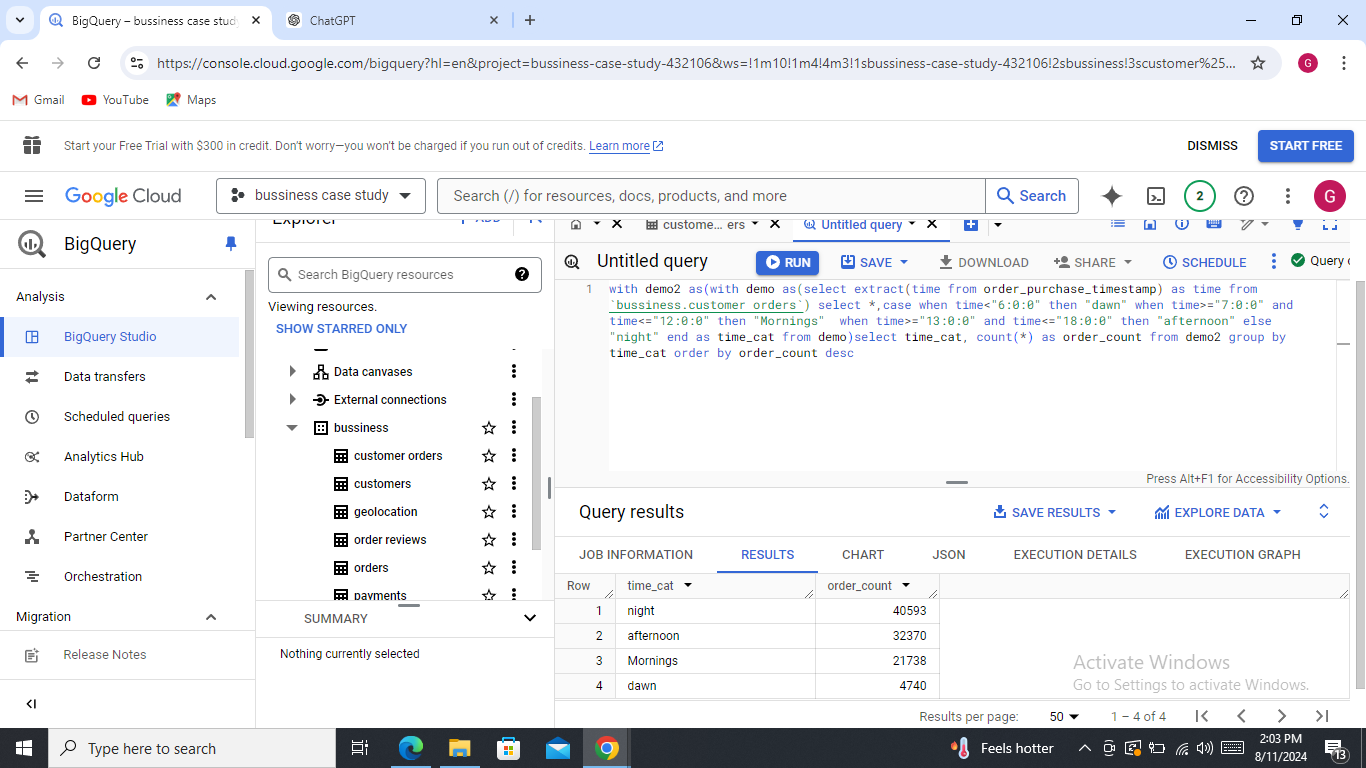 BigQuery – bussiness case stud
ChatGPT
https://console.cloud.google.com/bigquery?hl=en&project=bussiness-case-study-432106&ws=!1m10!1m4!4m3!1sbussiness-case-study-432106!2sbussiness!3scustomer%25...
G
Gmail
YouTube
Maps
Start your Free Trial with $300 in credit. Don't worry—you won't be charged if you run out of credits. Learn more
DISMISS
START FREE
Google Cloud
bussiness case study
Search (/) for resources, docs, products, and more
Search
2
G
BigQuery
Analysis
BigQuery Studio
Data transfers
Scheduled queries
Analytics Hub
Dataform
Partner Center
Orchestration
Migration
Release Notes
Explorer
+ ADD
Search BigQuery resources
Viewing resources.
SHOW STARRED ONLY
Data canvases
External connections
bussiness
customer orders
customers
geolocation
order reviews
orders
payments
SUMMARY
Nothing currently selected
custome... ers
Untitled query
Untitled query
RUN
SAVE
DOWNLOAD
SHARE
SCHEDULE
Query
1 with demo2 as(with demo as(select extract(time from order_purchase_timestamp) as time from
`bussiness.customer orders`) select *,case when time<"6:0:0" then "dawn" when time>="7:0:0" and
time<="12:0:0" then "Mornings"  when time>="13:0:0" and time<="18:0:0" then "afternoon" else
"night" end as time_cat from demo)select time_cat, count(*) as order_count from demo2 group by
time_cat order by order_count desc
Press Alt+F1 for Accessibility Options.
Query results
SAVE RESULTS
EXPLORE DATA
JOB INFORMATION
RESULTS
CHART
JSON
EXECUTION DETAILS
EXECUTION GRAPH
Row time_cat order_count
1 night 40593
2 afternoon 32370
3 Mornings 21738
4 dawn 4740
Activate Windows
Go to Settings to activate Windows.
Results per page: 50 1 – 4 of 4
Type here to search
Feels hotter
2:03 PM
8/11/2024
13